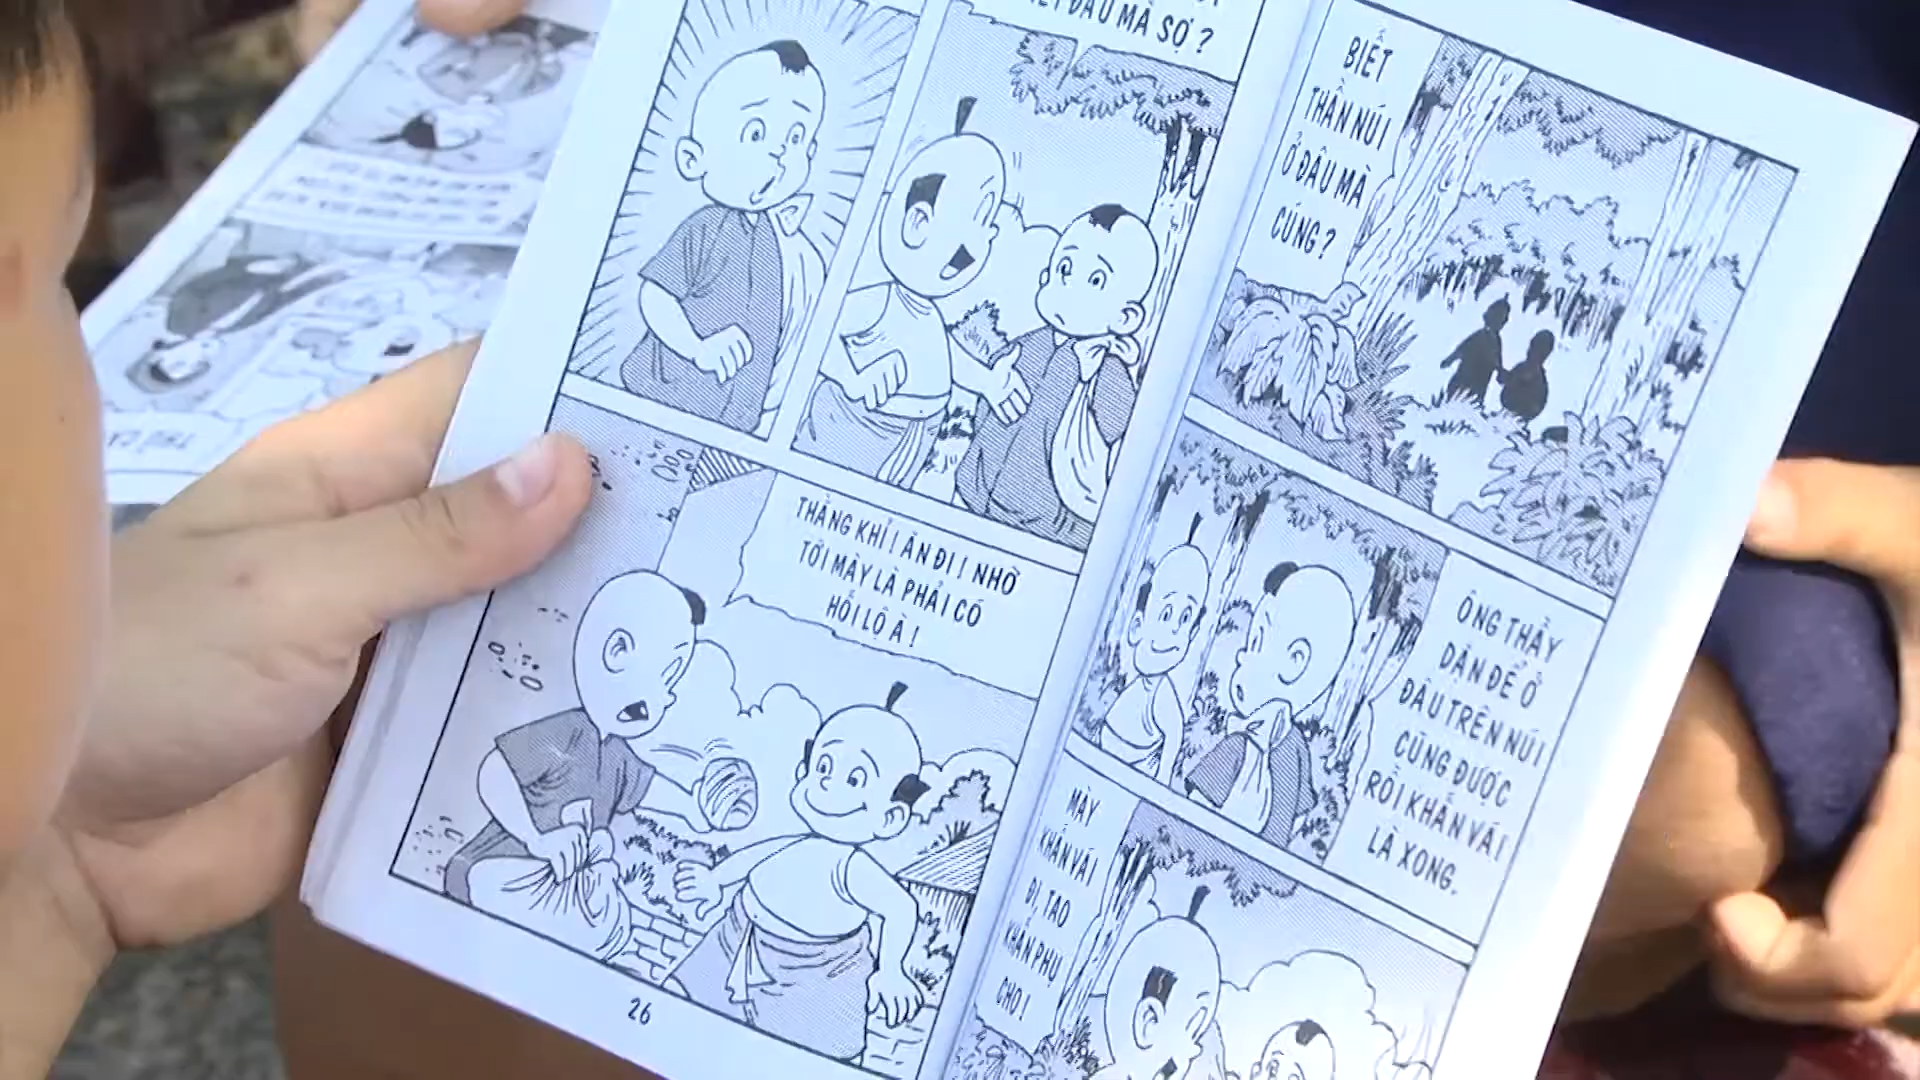 ĐÂU MÀ SỢ ?
THẰNG KHỈ ! ĂN ĐI ! NHỜ
TỚI MÀY LÀ PHẢI CÓ
HỐI LỘ À !
26
BIẾT
THẦN NÚI
Ở ĐÂU MÀ
CÚNG ?
ÔNG THẦY
DẶN ĐỂ Ở
ĐÂU TRÊN NÚI
CŨNG ĐƯỢC
RỒI KHẤN VÁI
LÀ XONG.
MÀY
KHẤN VÁI
ĐI, TAO
KHẤN PHỤ
CHO !